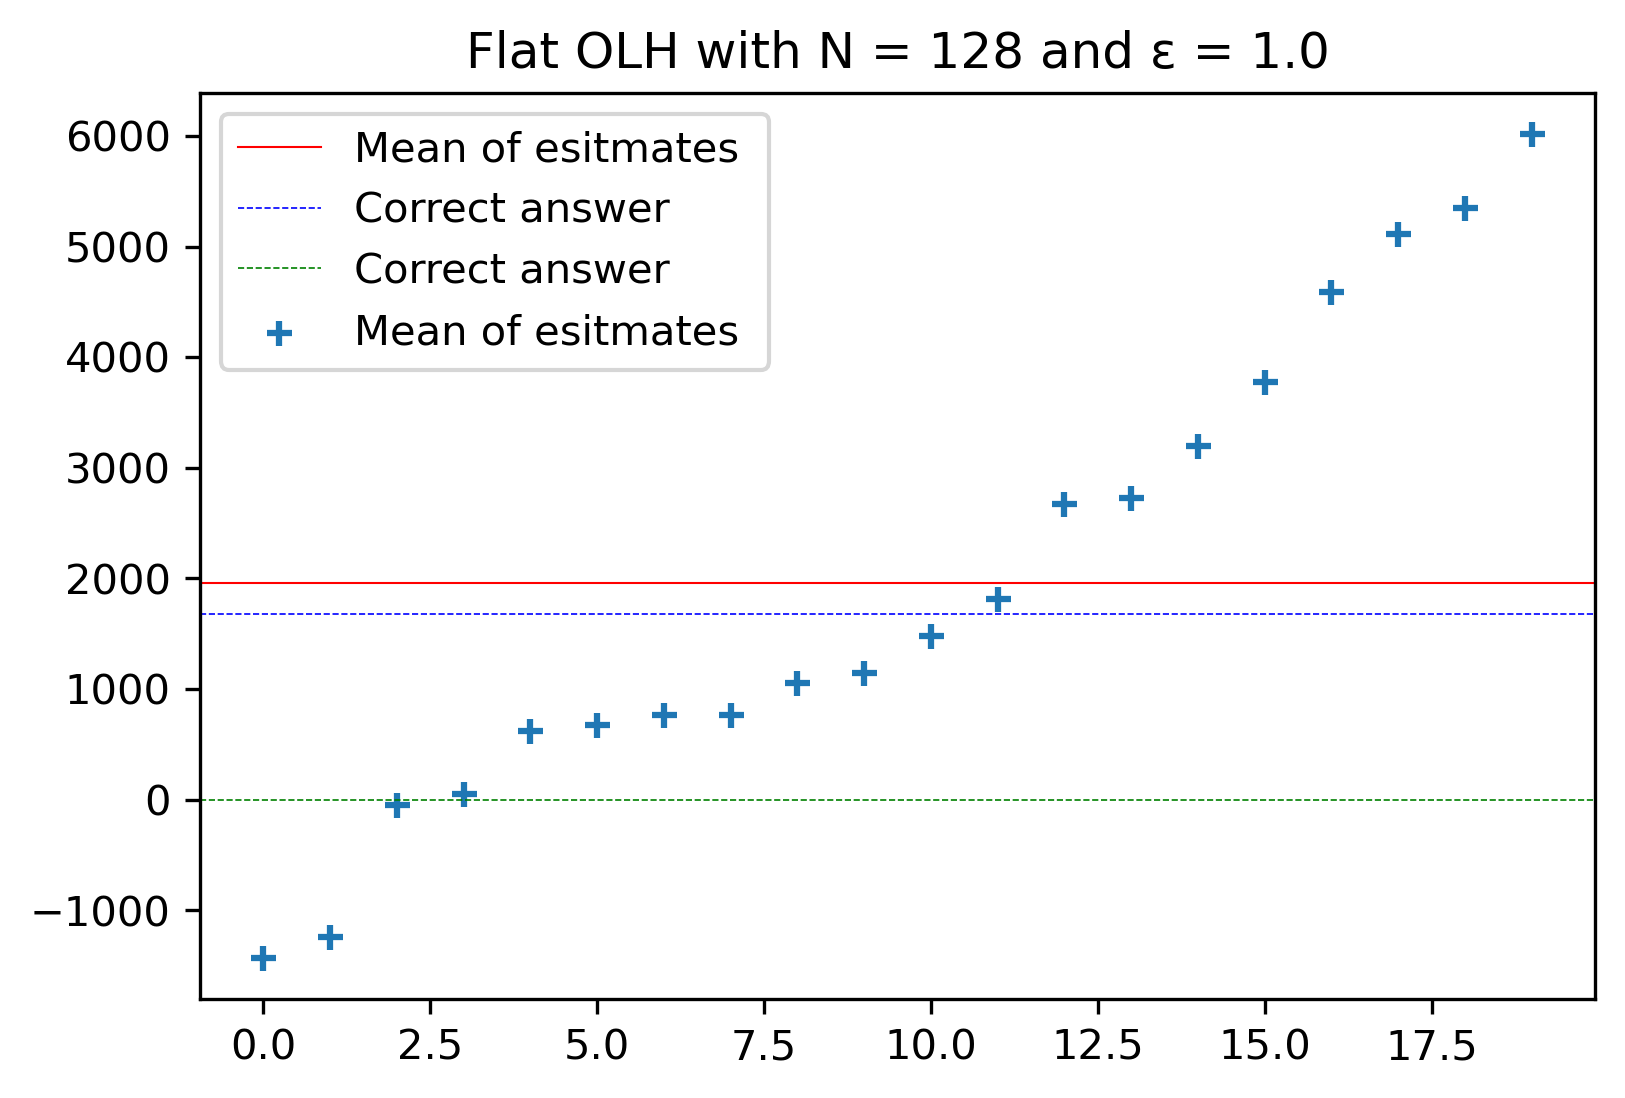 Flat OLH with N = 128 and ε = 1.0
Mean of esitmates
Correct answer
Correct answer
Mean of esitmates
6000
5000
4000
3000
2000
1000
0
−1000
0.0 2.5 5.0 7.5 10.0 12.5 15.0 17.5